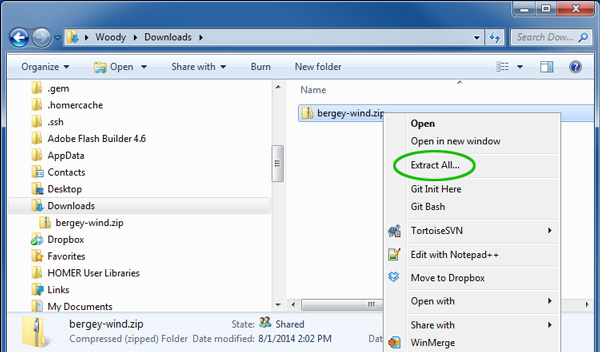 Woody Downloads
Search Dow...
Organize Open Share with Burn New folder
.gem
.homercache
.ssh
Adobe Flash Builder 4.6
AppData
Contacts
Desktop
Downloads
bergey-wind.zip
Dropbox
Favorites
HOMER User Libraries
Links
My Documents
Name
bergey-wind.zip
Open
Open in new window
Extract All...
Git Init Here
Git Bash
TortoiseSVN
Edit with Notepad++
Move to Dropbox
Open with
Share with
WinMerge
bergey-wind.zip State: Shared
Compressed (zipped) Folder Date modified: 8/1/2014 2:02 PM